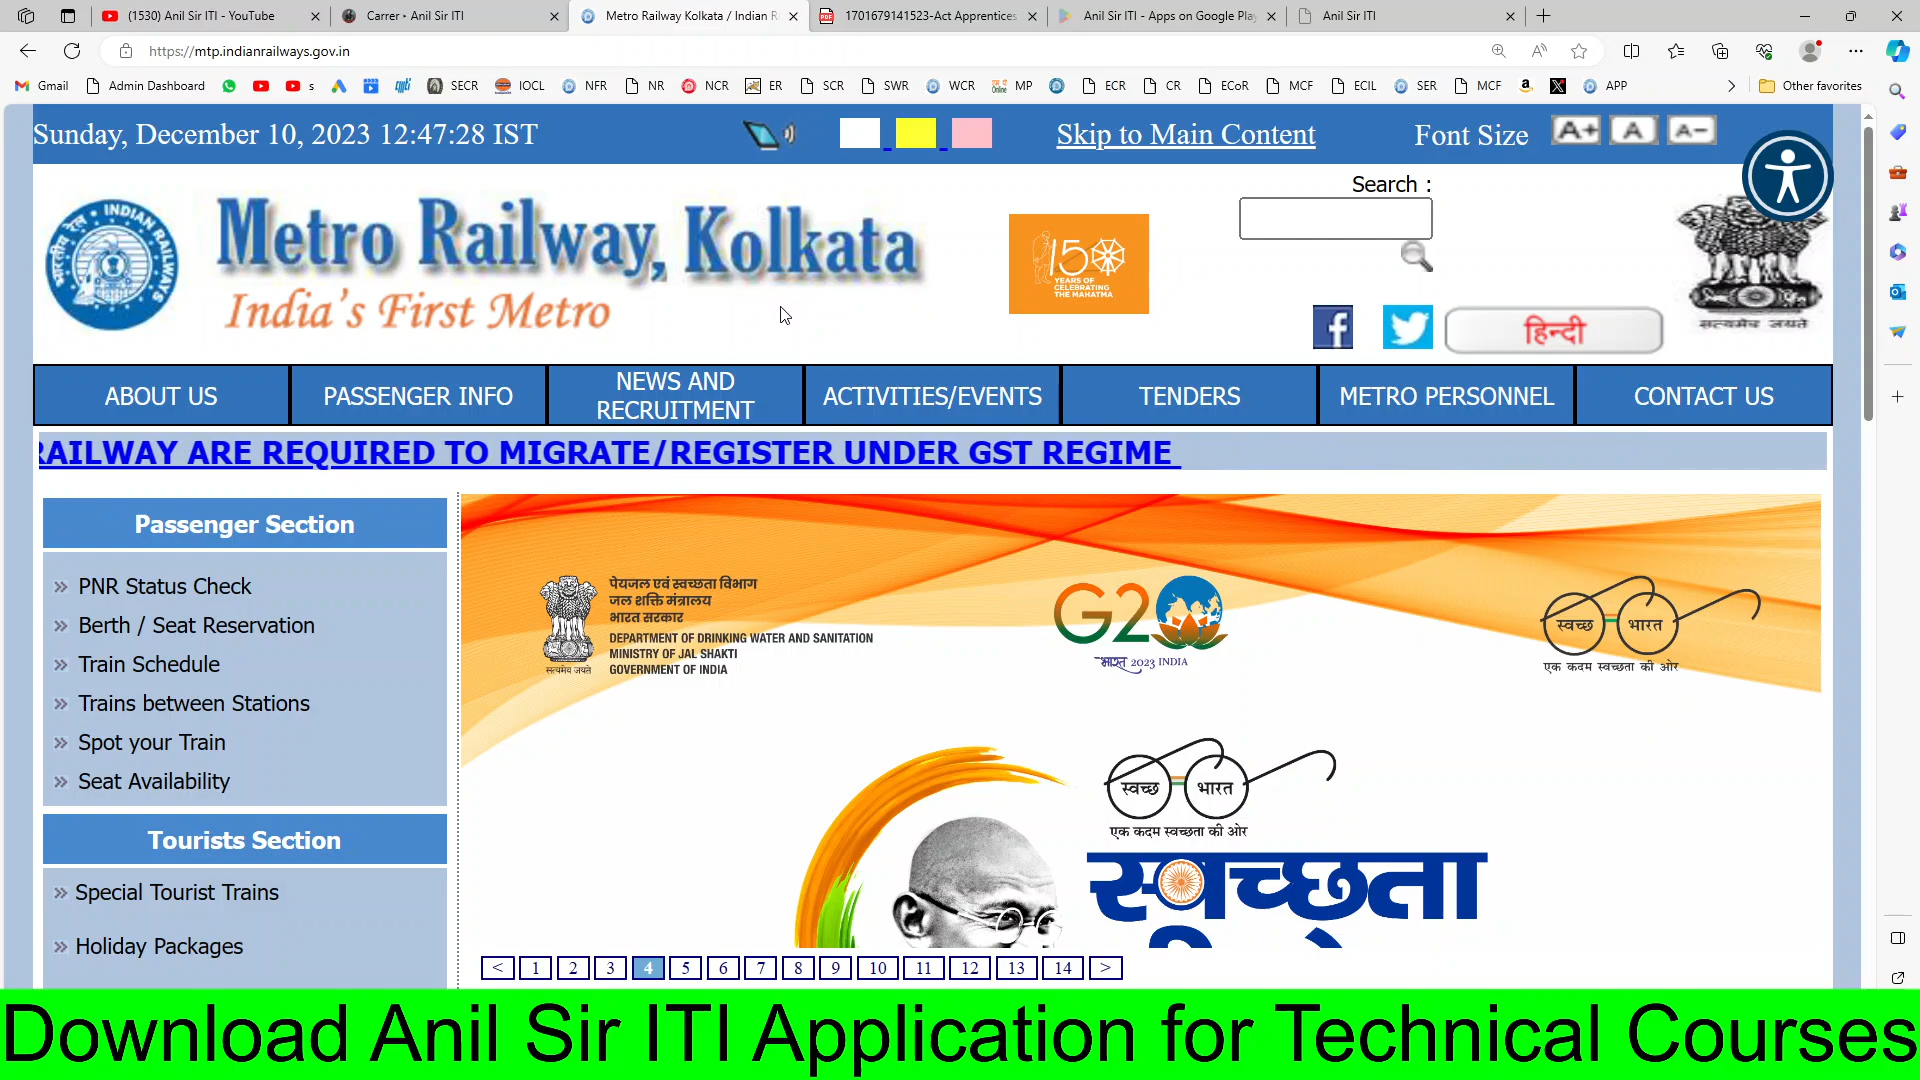 (1530) Anil Sir ITI - YouTube
Carrer • Anil Sir ITI
Metro Railway Kolkata / Indian R
1701679141523-Act Apprentices
Anil Sir ITI - Apps on Google Play
Anil Sir ITI
https://mtp.indianrailways.gov.in
Gmail
Admin Dashboard
s
SECR
IOCL
NFR
NR
NCR
ER
SCR
SWR
WCR
MP
ECR
CR
ECoR
MCF
ECIL
SER
MCF
APP
Other favorites
Sunday, December 10, 2023 12:47:28 IST
Skip to Main Content
Font Size
A+
A
A-
Search :
Metro Railway, Kolkata
India's First Metro
INDIAN RAILWAYS
भारतीय रेल
150
YEARS OF
CELEBRATING
THE MAHATMA
हिन्दी
सत्यमेव जयते
ABOUT US
PASSENGER INFO
NEWS AND
RECRUITMENT
ACTIVITIES/EVENTS
TENDERS
METRO PERSONNEL
CONTACT US
RAILWAY ARE REQUIRED TO MIGRATE/REGISTER UNDER GST REGIME
Passenger Section
PNR Status Check
Berth / Seat Reservation
Train Schedule
Trains between Stations
Spot your Train
Seat Availability
Tourists Section
Special Tourist Trains
Holiday Packages
सत्यमेव जयते
पेयजल एवं स्वच्छता विभाग
जल शक्ति मंत्रालय
भारत सरकार
DEPARTMENT OF DRINKING WATER AND SANITATION
MINISTRY OF JAL SHAKTI
GOVERNMENT OF INDIA
G20
भारत 2023 INDIA
स्वच्छ भारत
एक कदम स्वच्छता की ओर
स्वच्छ भारत
एक कदम स्वच्छता की ओर
स्वच्छता
< 1 2 3 4 5 6 7 8 9 10 11 12 13 14 >
Download Anil Sir ITI Application for Technical Courses